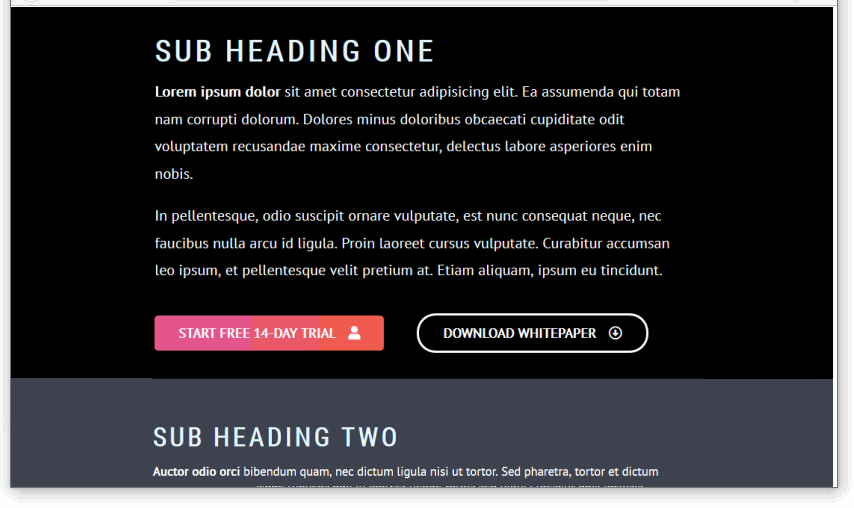 SUB HEADING ONE
Lorem ipsum dolor sit amet consectetur adipisicing elit. Ea assumenda qui totam
nam corrupti dolorum. Dolores minus doloribus obcaecati cupiditate odit
voluptatem recusandae maxime consectetur, delectus labore asperiores enim
nobis.
In pellentesque, odio suscipit ornare vulputate, est nunc consequat neque, nec
faucibus nulla arcu id ligula. Proin laoreet cursus vulputate. Curabitur accumsan
leo ipsum, et pellentesque velit pretium at. Etiam aliquam, ipsum eu tincidunt.
START FREE 14-DAY TRIAL
DOWNLOAD WHITEPAPER
SUB HEADING TWO
Auctor odio orci bibendum quam, nec dictum ligula nisi ut tortor. Sed pharetra, tortor et dictum